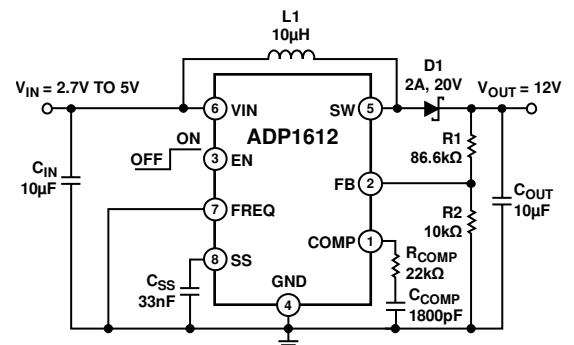 L1
10µH
D1
2A, 20V
VIN = 2.7V TO 5V
VOUT = 12V
6 VIN
SW 5
ADP1612
ON
OFF
3 EN
R1
86.6kΩ
CIN
10µF
FB 2
COUT
10µF
7 FREQ
R2
10kΩ
COMP 1
8 SS
RCOMP
22kΩ
CSS
33nF
GND
4
CCOMP
1800pF